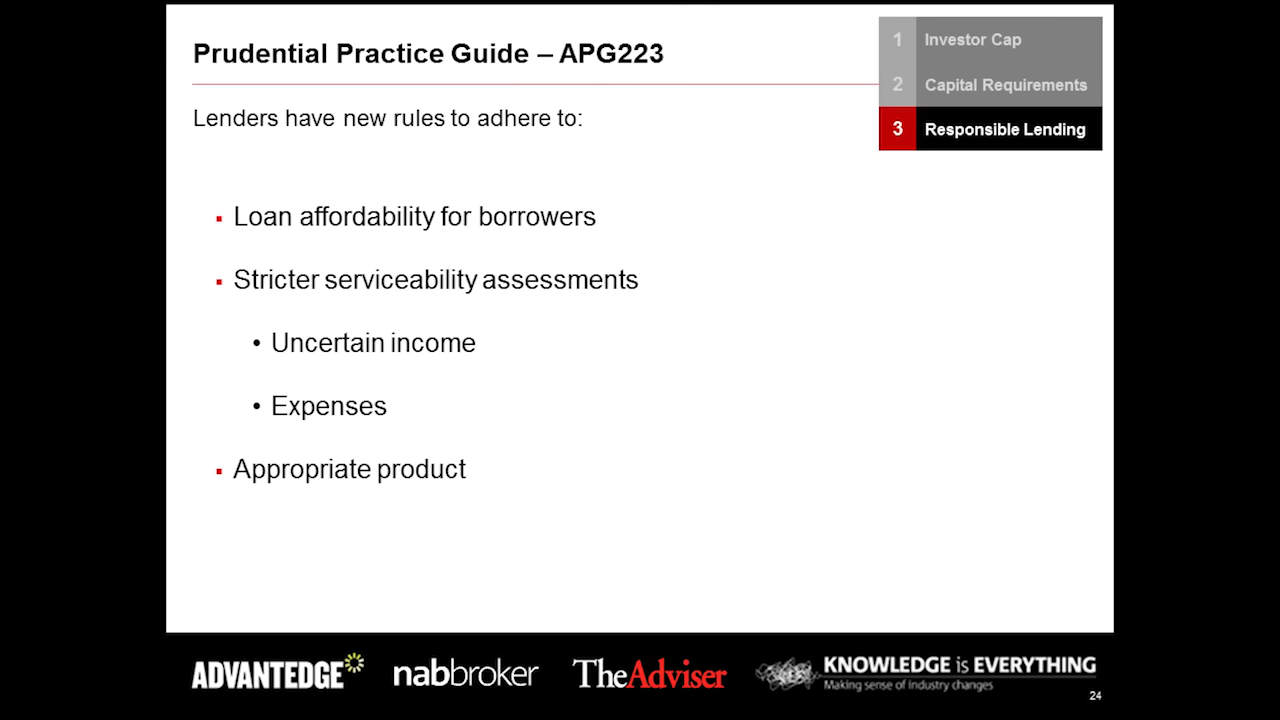 Prudential Practice Guide – APG223
1 Investor Cap
2 Capital Requirements
3 Responsible Lending
Lenders have new rules to adhere to:
▪ Loan affordability for borrowers
▪ Stricter serviceability assessments
• Uncertain income
• Expenses
▪ Appropriate product
ADVANTEDGE nabbroker TheAdviser KNOWLEDGE is EVERYTHING
Making sense of industry changes
24